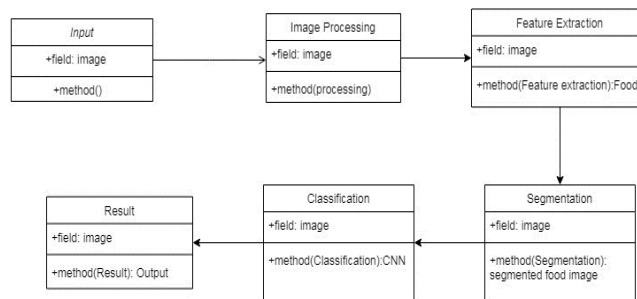 Input
+field: image
+method()
Image Processing
+field: image
+method(processing)
Feature Extraction
+field: image
+method(Feature extraction):Food
Segmentation
+field: image
+method(Segmentation):
segmented food image
Classification
+field: image
+method(Classification):CNN
Result
+field: image
+method(Result): Output